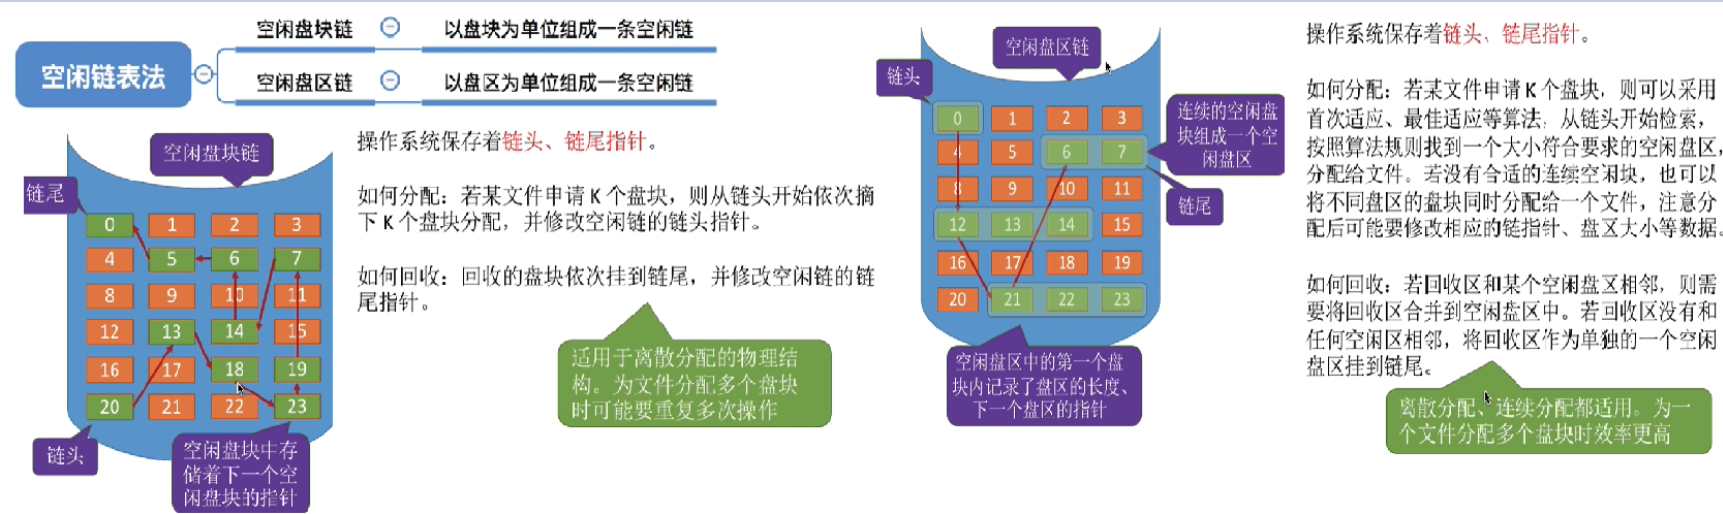 空闲链表法
空闲盘块链
以盘块为单位组成一条空闲链
空闲盘区链
以盘区为单位组成一条空闲链
空闲盘块链
链尾
0 1 2 3
4 5 6 7
8 9 10 11
12 13 14 15
16 17 18 19
20 21 22 23
链头
空闲盘块中存
储着下一个空
闲盘块的指针
操作系统保存着链头、链尾指针。
如何分配：若某文件申请 K 个盘块，则从链头开始依次摘
下 K 个盘块分配，并修改空闲链的链头指针。
如何回收：回收的盘块依次挂到链尾，并修改空闲链的链
尾指针。
适用于离散分配的物理结
构。为文件分配多个盘块
时可能要重复多次操作
空闲盘区链
链头
0 1 2 3
4 5 6 7
8 9 10 11
12 13 14 15
16 17 18 19
20 21 22 23
连续的空闲盘
块组成一个空
闲盘区
链尾
空闲盘区中的第一个盘
块内记录了盘区的长度、
下一个盘区的指针
操作系统保存着链头、链尾指针。
如何分配：若某文件申请 K 个盘块，则可以采用
首次适应、最佳适应等算法，从链头开始检索，
按照算法规则找到一个大小符合要求的空闲盘区，
分配给文件。若没有合适的连续空闲块，也可以
将不同盘区的盘块同时分配给一个文件，注意分
配后可能要修改相应的链指针、盘区大小等数据。
如何回收：若回收区和某个空闲盘区相邻，则需
要将回收区合并到空闲盘区中。若回收区没有和
任何空闲区相邻，将回收区作为单独的一个空闲
盘区挂到链尾。
离散分配、连续分配都适用。为一
个文件分配多个盘块时效率更高